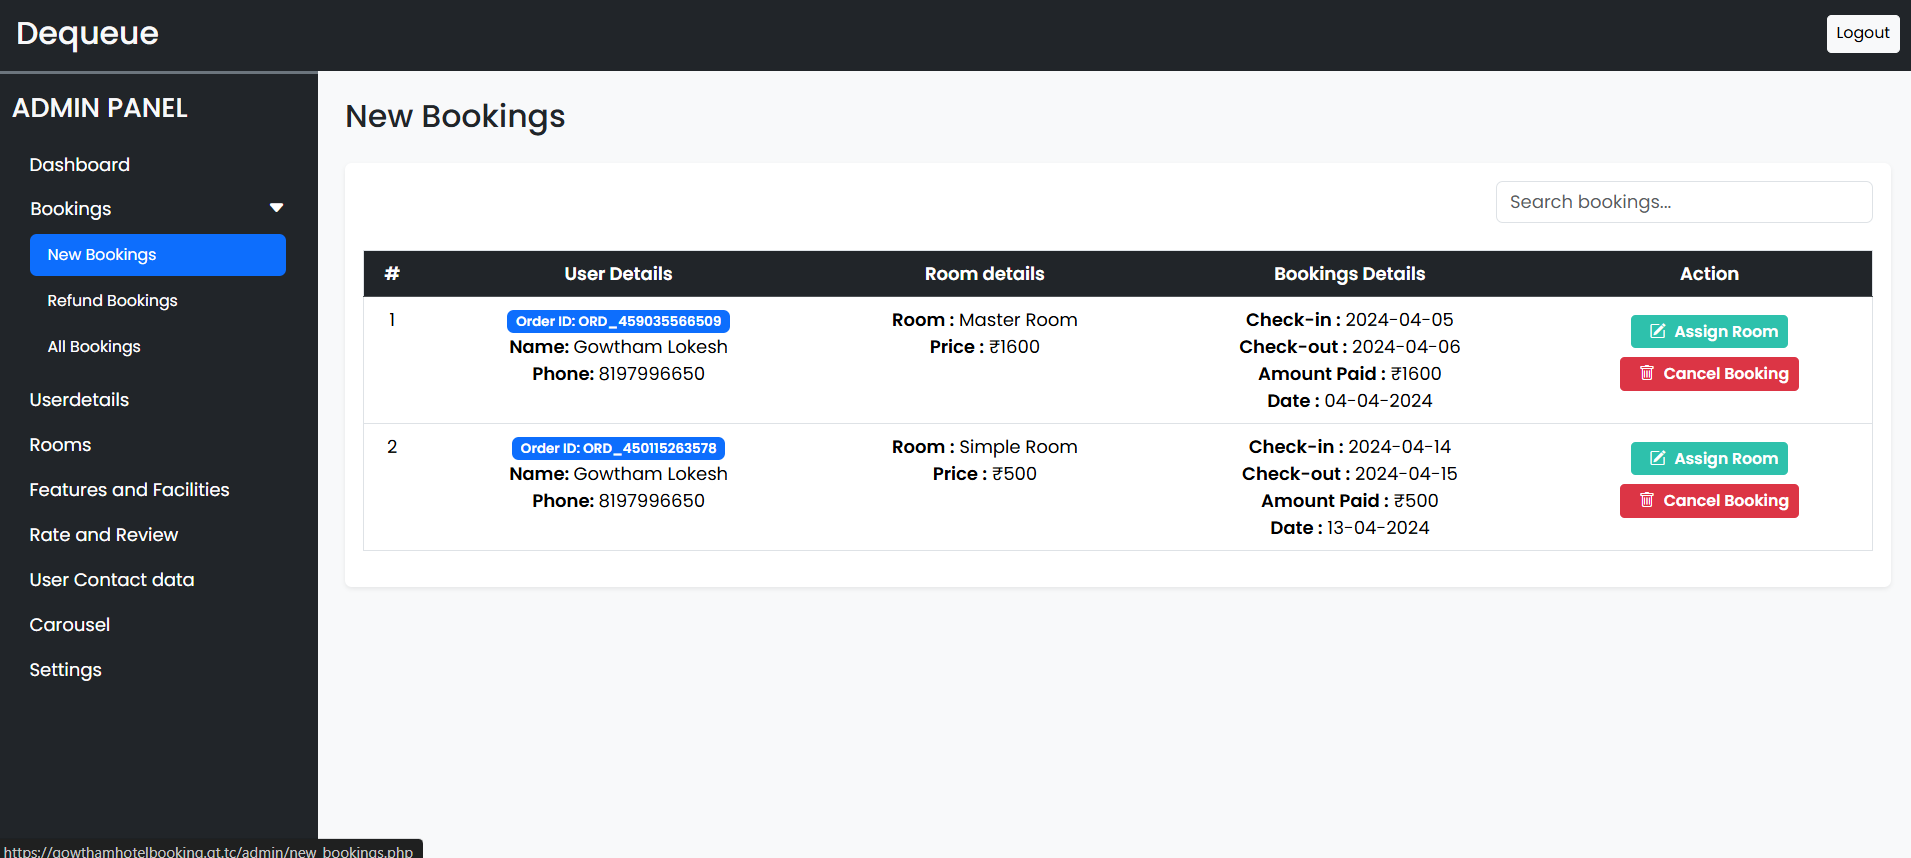 Dequeue
Logout
ADMIN PANEL
Dashboard
Bookings
New Bookings
Refund Bookings
All Bookings
Userdetails
Rooms
Features and Facilities
Rate and Review
User Contact data
Carousel
Settings
New Bookings
Search bookings...
# User Details Room details Bookings Details Action
1
Order ID: ORD_459035566509
Name: Gowtham Lokesh
Phone: 8197996650
Room : Master Room
Price : ₹1600
Check-in : 2024-04-05
Check-out : 2024-04-06
Amount Paid : ₹1600
Date : 04-04-2024
Assign Room
Cancel Booking
2
Order ID: ORD_450115263578
Name: Gowtham Lokesh
Phone: 8197996650
Room : Simple Room
Price : ₹500
Check-in : 2024-04-14
Check-out : 2024-04-15
Amount Paid : ₹500
Date : 13-04-2024
Assign Room
Cancel Booking
https://gowthamhotelbooking.gt.tc/admin/new_bookings.php